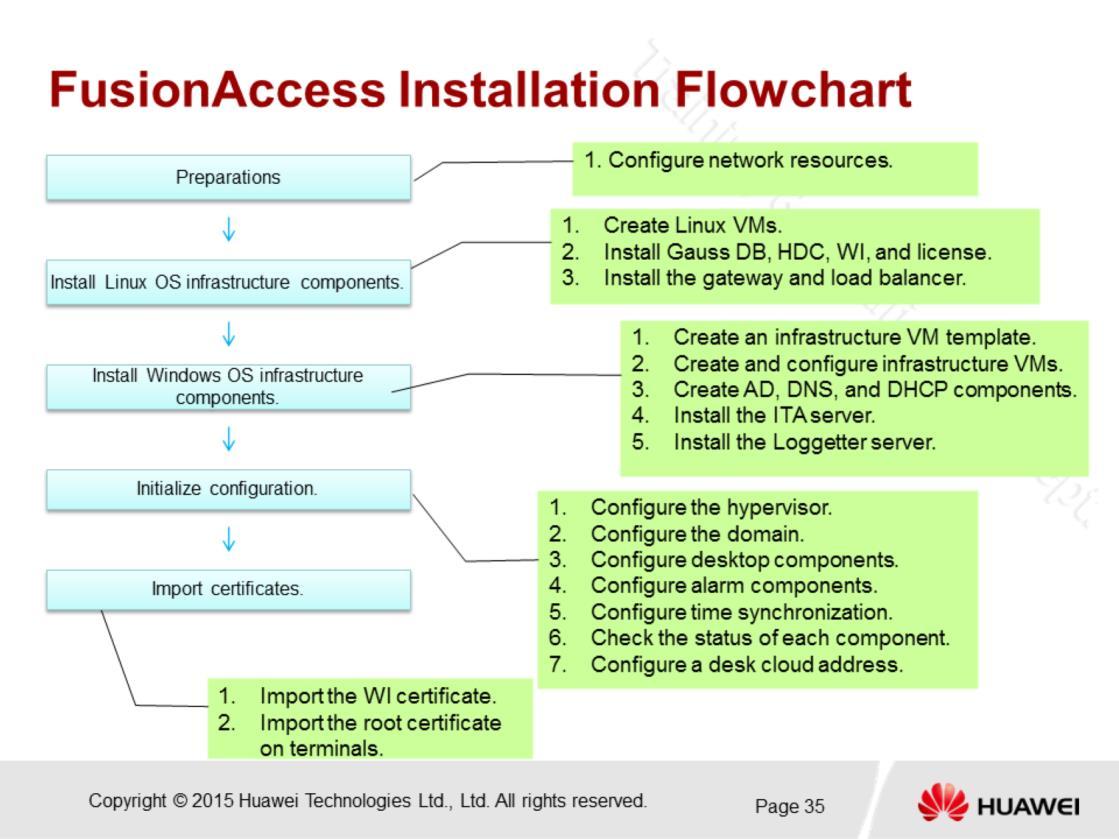 FusionAccess Installation Flowchart
Preparations
1. Configure network resources.
Install Linux OS infrastructure components.
1. Create Linux VMs.
2. Install Gauss DB, HDC, WI, and license.
3. Install the gateway and load balancer.
Install Windows OS infrastructure
components.
1. Create an infrastructure VM template.
2. Create and configure infrastructure VMs.
3. Create AD, DNS, and DHCP components.
4. Install the ITA server.
5. Install the Loggetter server.
Initialize configuration.
1. Configure the hypervisor.
2. Configure the domain.
3. Configure desktop components.
4. Configure alarm components.
5. Configure time synchronization.
6. Check the status of each component.
7. Configure a desk cloud address.
Import certificates.
1. Import the WI certificate.
2. Import the root certificate
on terminals.
Copyright © 2015 Huawei Technologies Ltd., Ltd. All rights reserved.
Page 35
HUAWEI